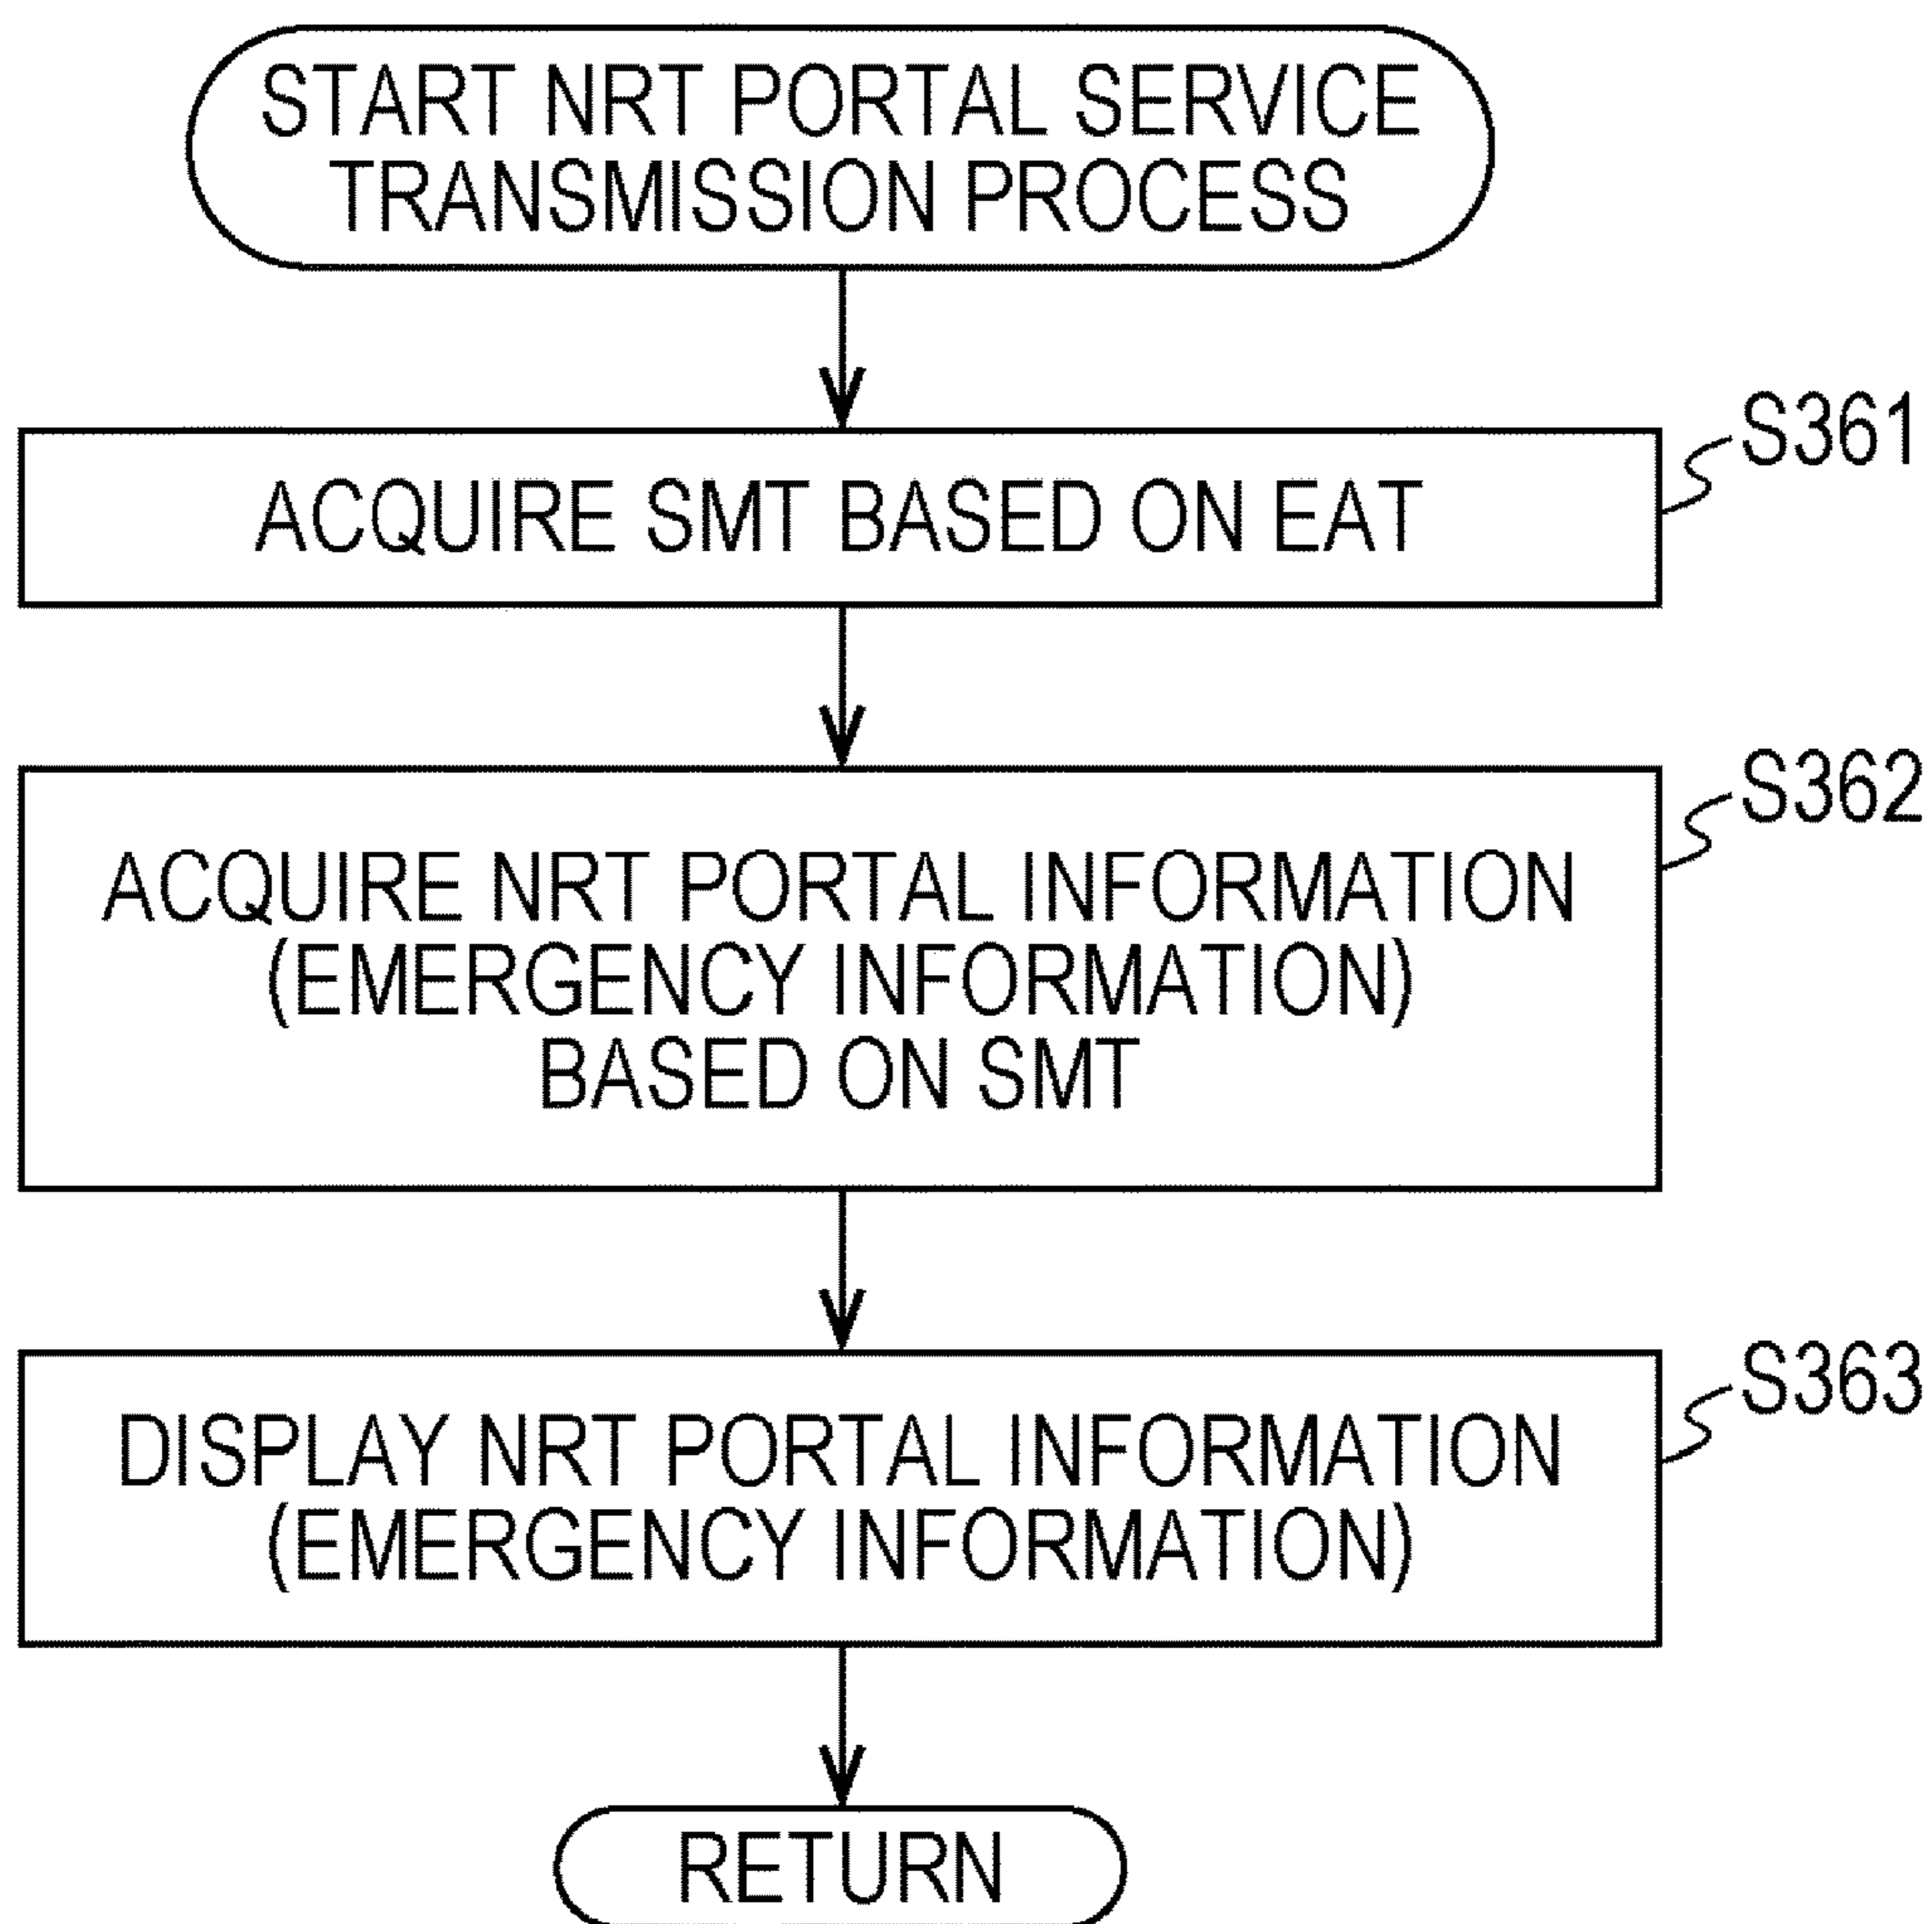 START NRT PORTAL SERVICE
TRANSMISSION PROCESS
S361
ACQUIRE SMT BASED ON EAT
S362
ACQUIRE NRT PORTAL INFORMATION
(EMERGENCY INFORMATION)
BASED ON SMT
S363
DISPLAY NRT PORTAL INFORMATION
(EMERGENCY INFORMATION)
RETURN